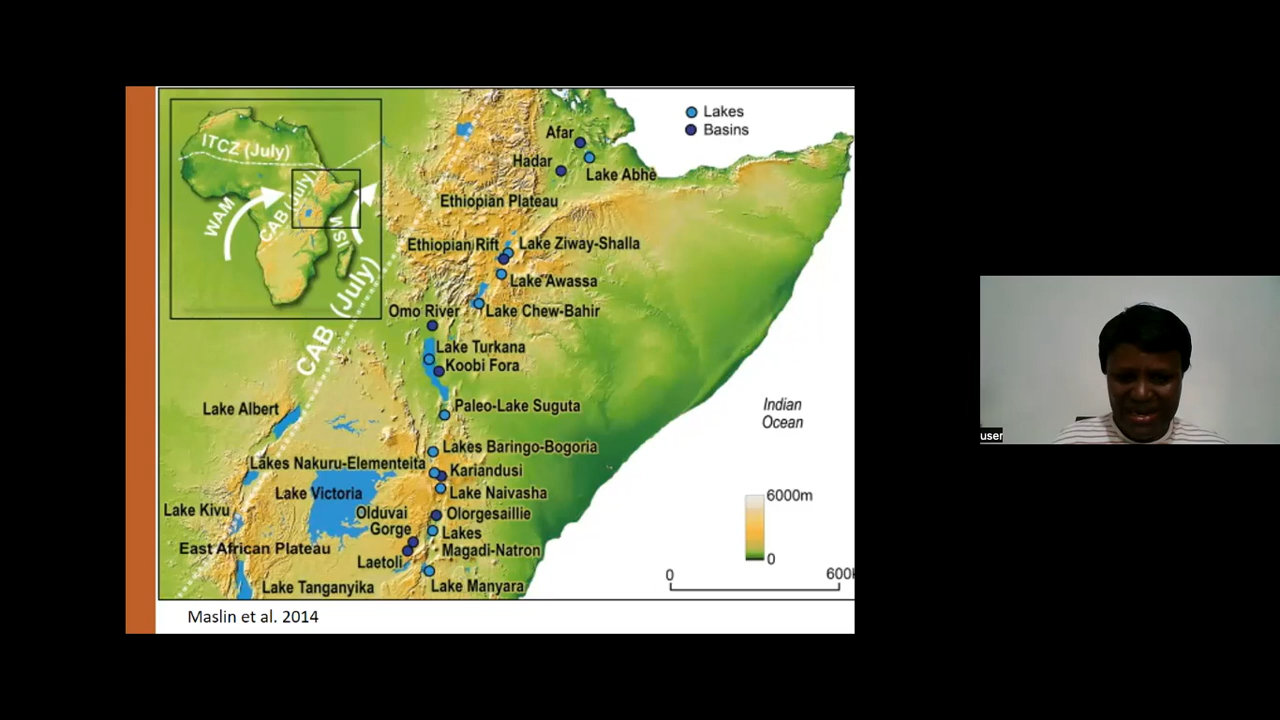 ITCZ (July)
WAM
CAB (July)
ISM
CAB (July)
Lakes
Basins
Afar
Hadar
Lake Abhe
Ethiopian Plateau
Ethiopian Rift
Lake Ziway-Shalla
Lake Awassa
Omo River
Lake Chew-Bahir
Lake Turkana
Koobi Fora
Lake Albert
Paleo-Lake Suguta
Indian
Ocean
Lakes Baringo-Bogoria
Lakes Nakuru-Elementeita
Kariandusi
Lake Victoria
Lake Naivasha
6000m
Lake Kivu
Olduvai
Gorge
Olorgesaillie
Lakes
Magadi-Natron
East African Plateau
Laetoli
0
Lake Tanganyika
Lake Manyara
0
600
Maslin et al. 2014
user